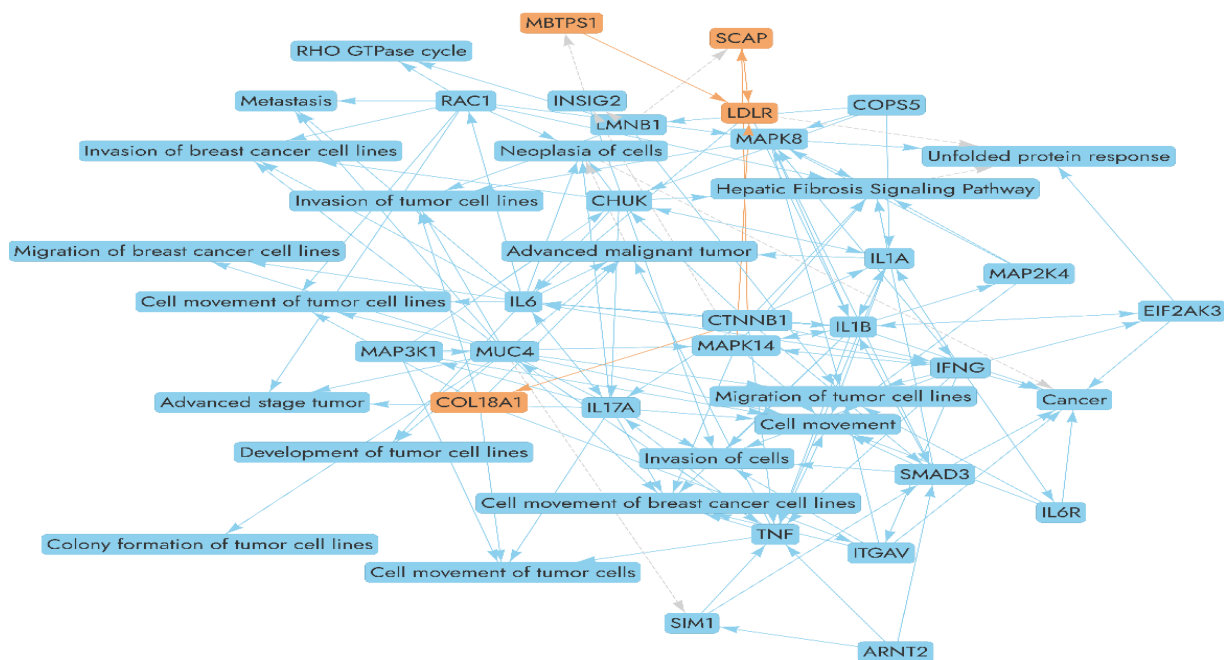 MBTPS1
SCAP
RHO GTPase cycle
Metastasis
RAC1
INSIG2
LDLR
COPS5
LMNB1
MAPK8
Invasion of breast cancer cell lines
Neoplasia of cells
Unfolded protein response
Invasion of tumor cell lines
CHUK
Hepatic Fibrosis Signaling Pathway
Migration of breast cancer cell lines
Advanced malignant tumor
IL1A
MAP2K4
Cell movement of tumor cell lines
IL6
CTNNB1
IL1B
EIF2AK3
MAP3K1
MUC4
MAPK14
IFNG
Advanced stage tumor
COL18A1
IL17A
Migration of tumor cell lines
Cancer
Cell movement
Development of tumor cell lines
Invasion of cells
SMAD3
Cell movement of breast cancer cell lines
IL6R
TNF
Colony formation of tumor cell lines
ITGAV
Cell movement of tumor cells
SIM1
ARNT2